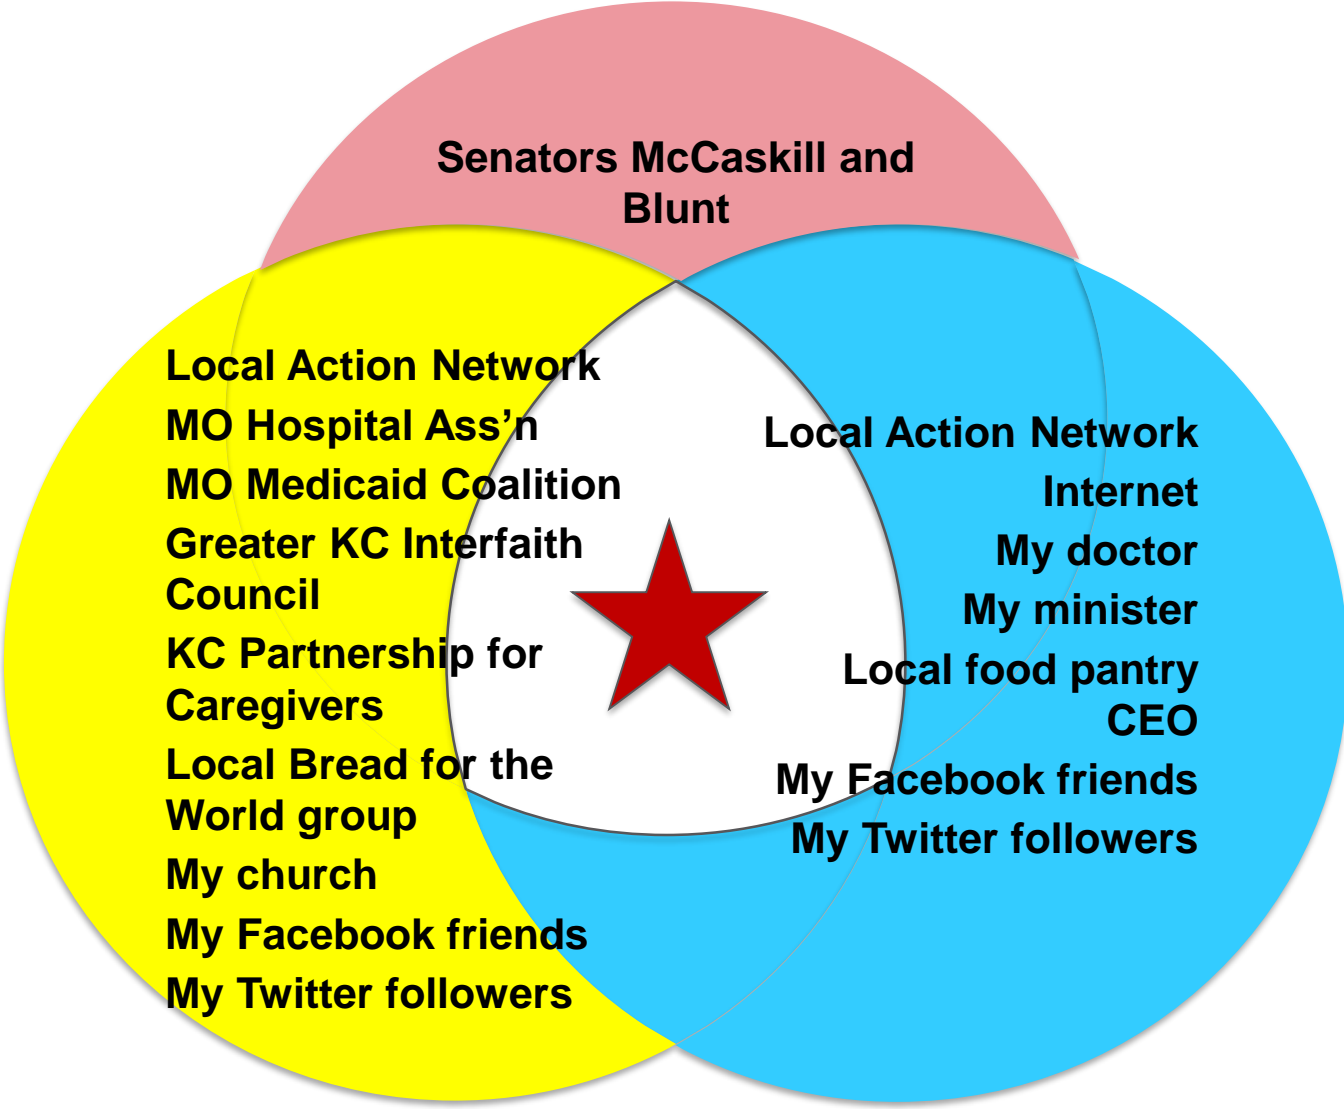 Senators McCaskill and
Blunt
Local Action Network
MO Hospital Ass’n
MO Medicaid Coalition
Greater KC Interfaith
Council
KC Partnership for
Caregivers
Local Bread for the
World group
My church
My Facebook friends
My Twitter followers
Local Action Network
Internet
My doctor
My minister
Local food pantry
CEO
My Facebook friends
My Twitter followers